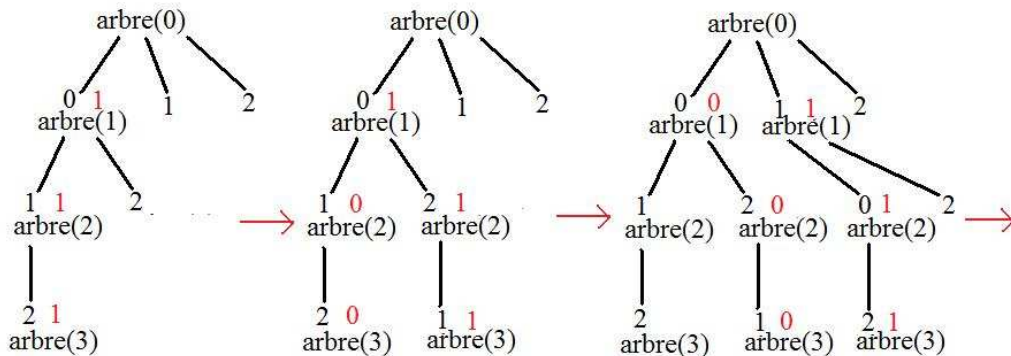 arbre(0) arbre(0) arbre(0)
0 1 1 2 0 1 1 2 0 0 1 1 2
arbre(1) arbre(1) arbre(1) arbre(1)
1 1 2 1 0 2 1 1 2 0 0 1 2
arbre(2) arbre(2) arbre(2) arbre(2) arbre(2) arbre(2)
2 1 2 0 1 1 2 1 0 2 1
arbre(3) arbre(3) arbre(3) arbre(3) arbre(3) arbre(3)